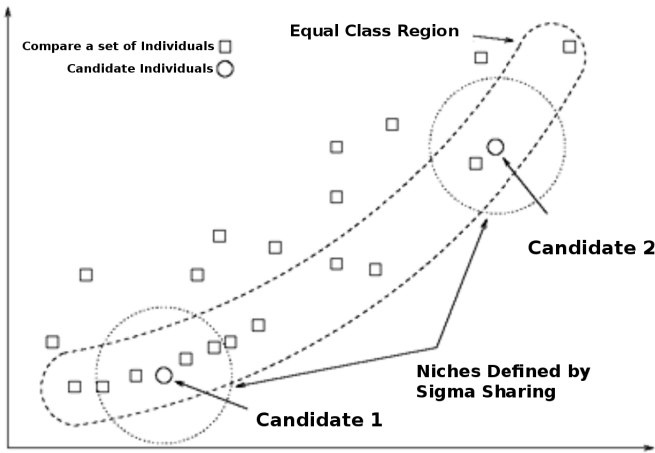 Equal Class Region
Compare a set of Individuals
Candidate Individuals
Candidate 2
Niches Defined by
Sigma Sharing
Candidate 1